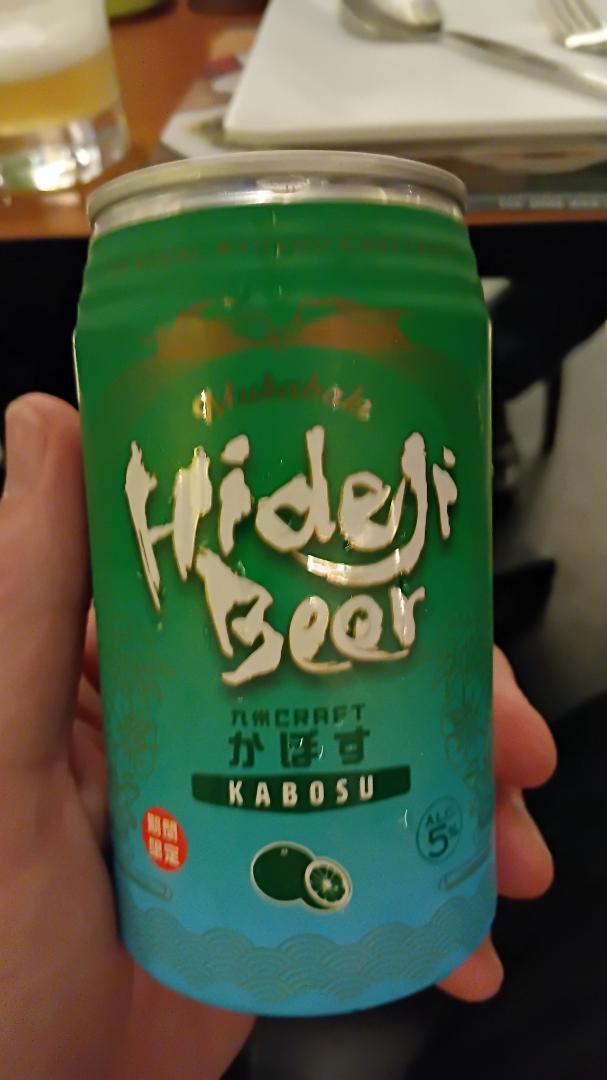 Mukabaki
Hideji
Beer
九州CRAFT
かぼす
KABOSU
期間
限定
ALC.
5%